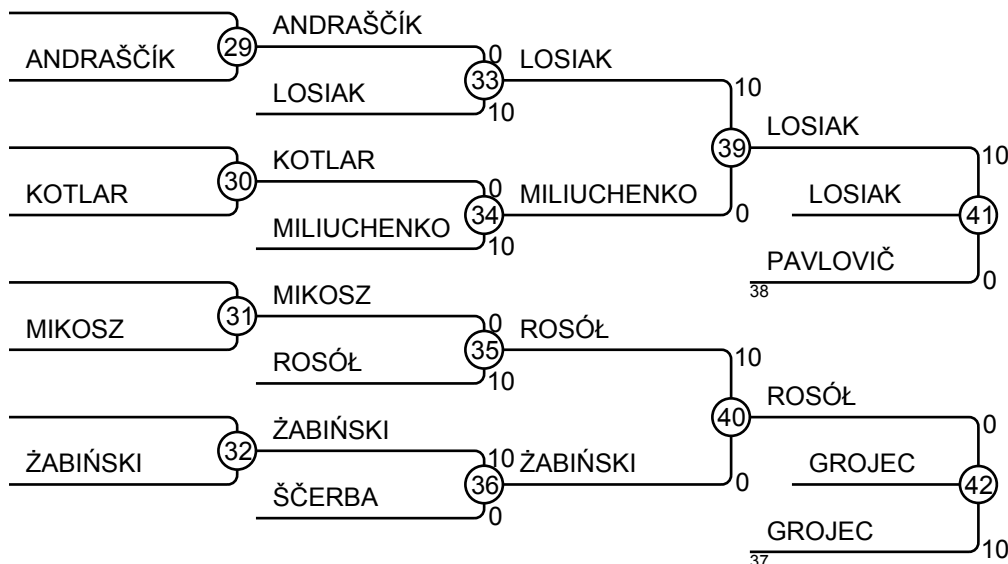 ANDRAŠČÍK
29
ANDRAŠČÍK
0
33
LOSIAK
LOSIAK
10
10
KOTLAR
30
KOTLAR
0
34
MILIUCHENKO
MILIUCHENKO
10
39
0
LOSIAK
10
LOSIAK
41
PAVLOVIČ
38
0
MIKOSZ
31
MIKOSZ
0
35
ROSÓŁ
ROSÓŁ
10
10
ŻABIŃSKI
32
ŻABIŃSKI
10
36
ŻABIŃSKI
ŠČERBA
0
40
0
ROSÓŁ
0
GROJEC
42
GROJEC
37
10